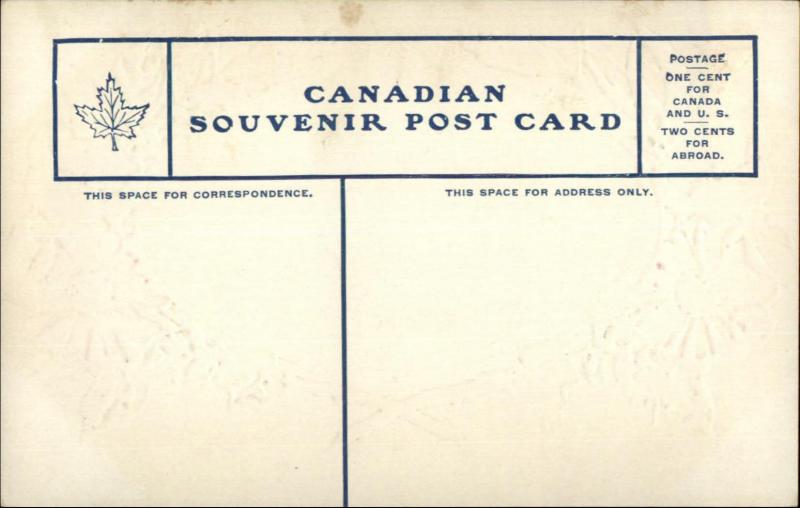 CANADIAN
SOUVENIR POST CARD
POSTAGE
ONE CENT
FOR
CANADA
AND U. S.
TWO CENTS
FOR
ABROAD.
THIS SPACE FOR CORRESPONDENCE.
THIS SPACE FOR ADDRESS ONLY.